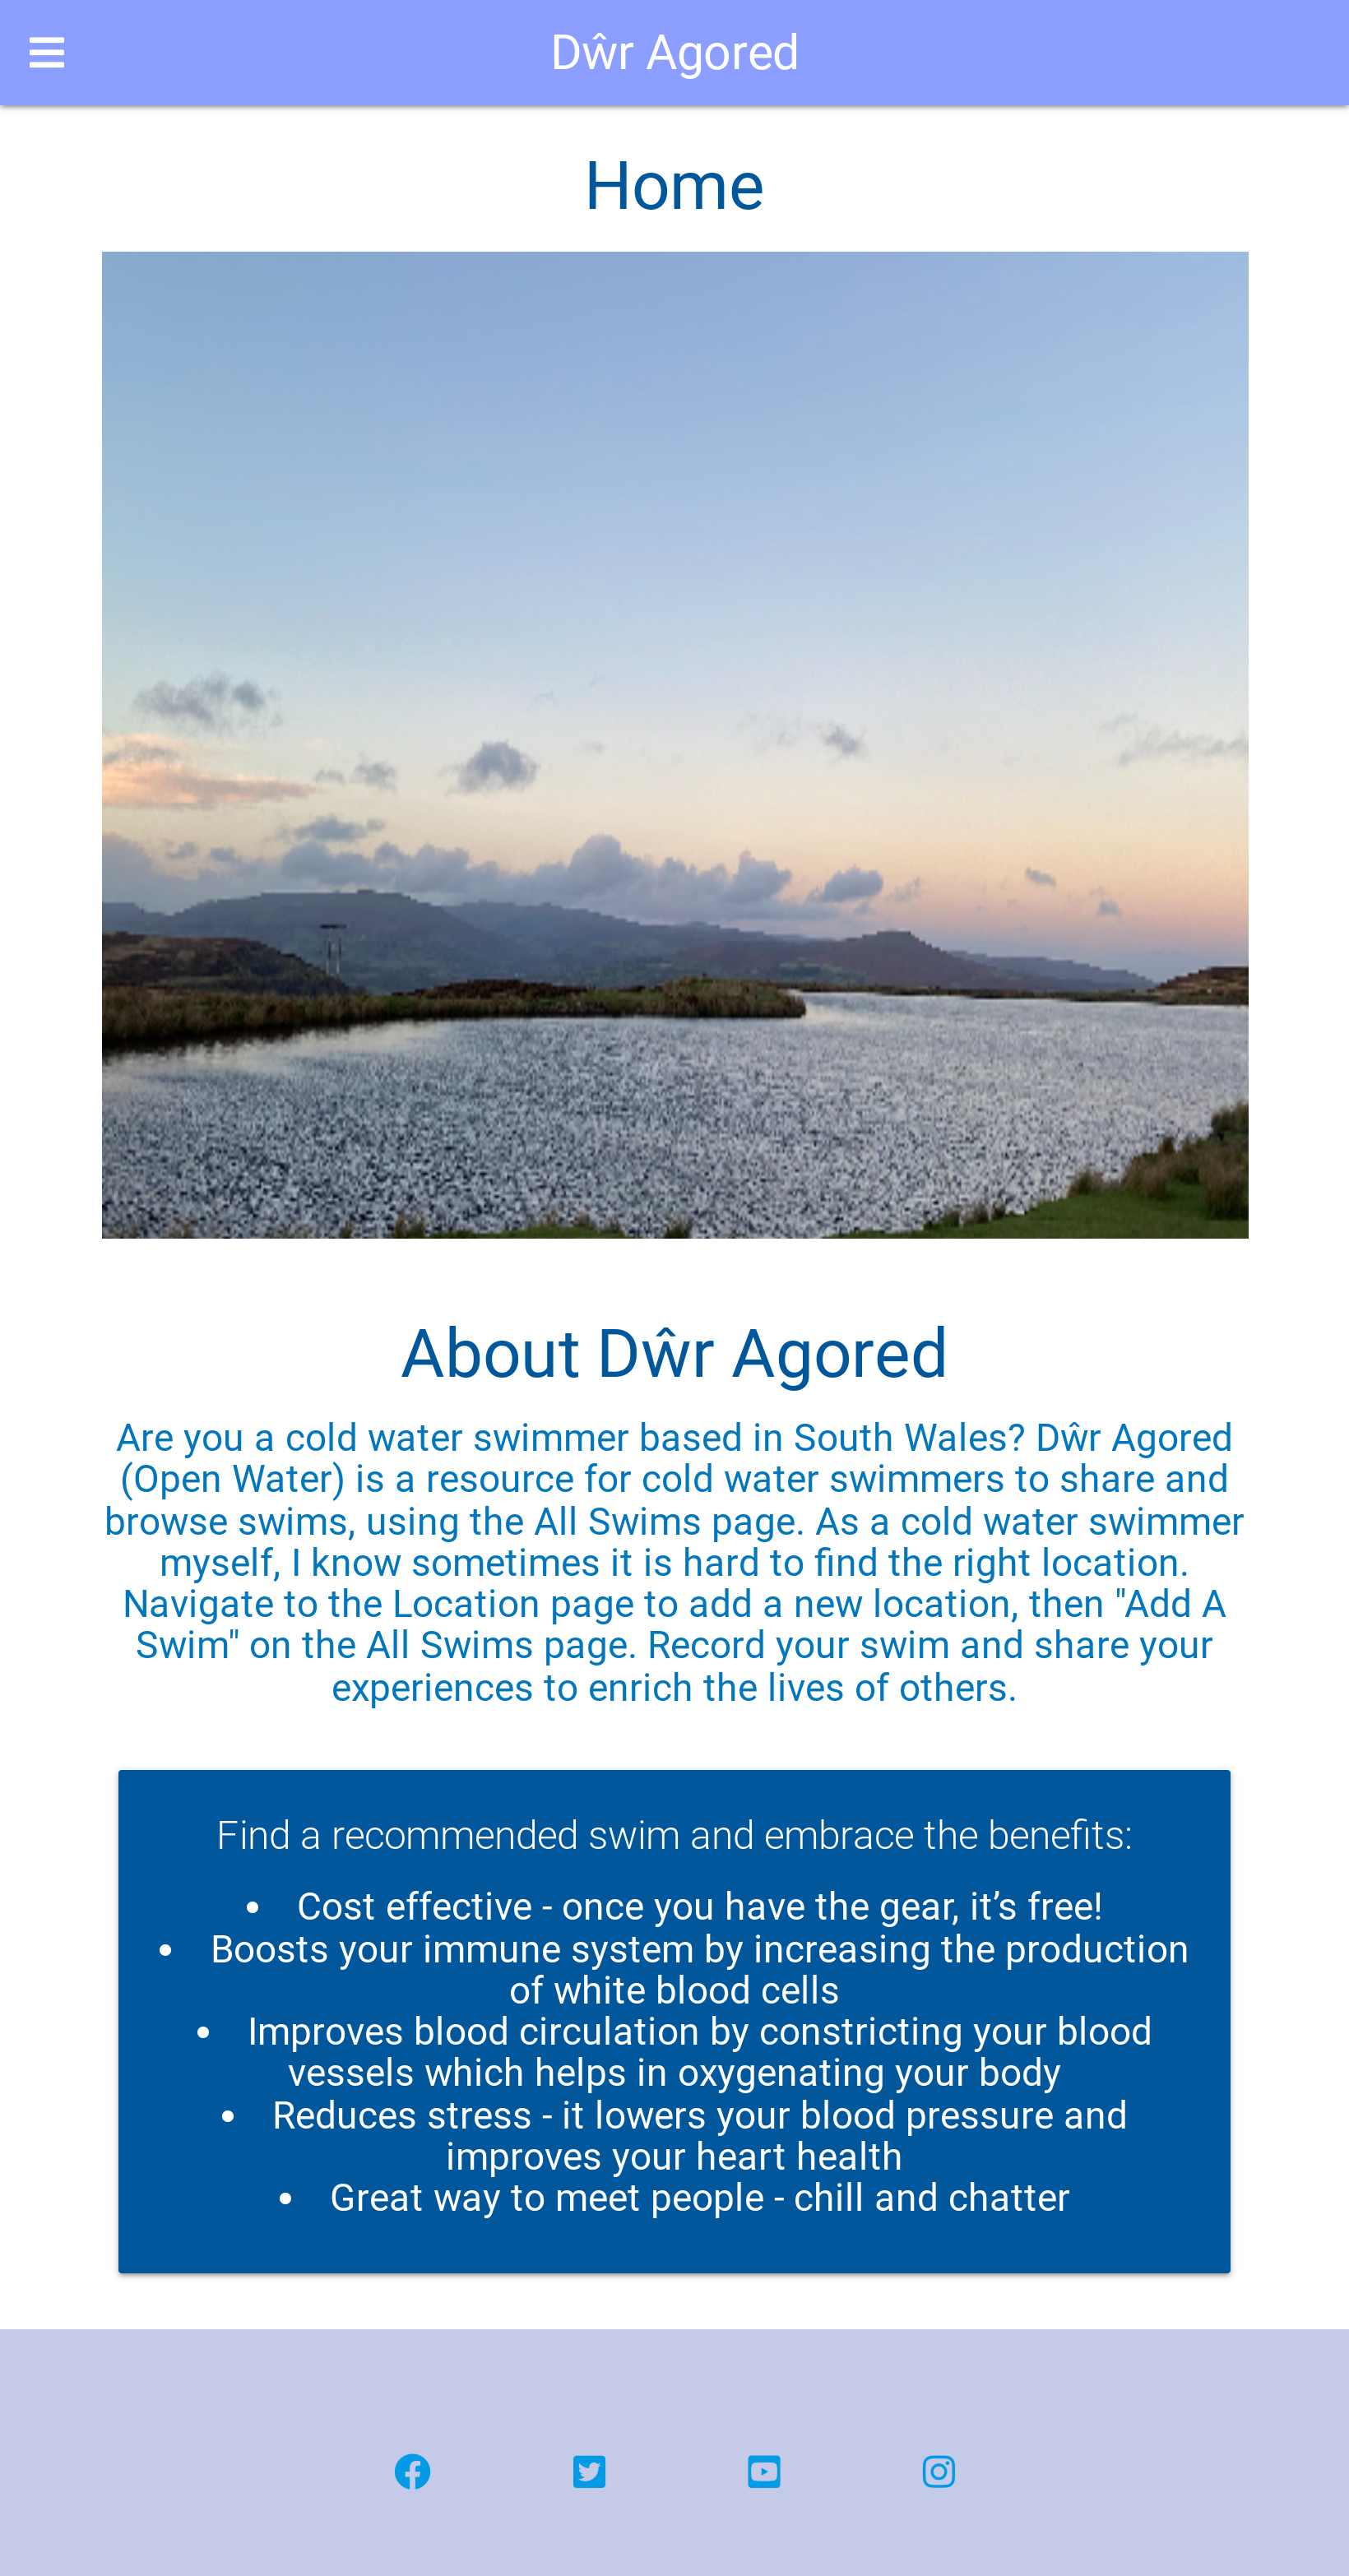 Dŵr Agored
Home
About Dŵr Agored
Are you a cold water swimmer based in South Wales? Dŵr Agored
(Open Water) is a resource for cold water swimmers to share and
browse swims, using the All Swims page. As a cold water swimmer
myself, I know sometimes it is hard to find the right location.
Navigate to the Location page to add a new location, then "Add A
Swim" on the All Swims page. Record your swim and share your
experiences to enrich the lives of others.
Find a recommended swim and embrace the benefits:
• Cost effective - once you have the gear, it’s free!
• Boosts your immune system by increasing the production
of white blood cells
• Improves blood circulation by constricting your blood
vessels which helps in oxygenating your body
• Reduces stress - it lowers your blood pressure and
improves your heart health
• Great way to meet people - chill and chatter